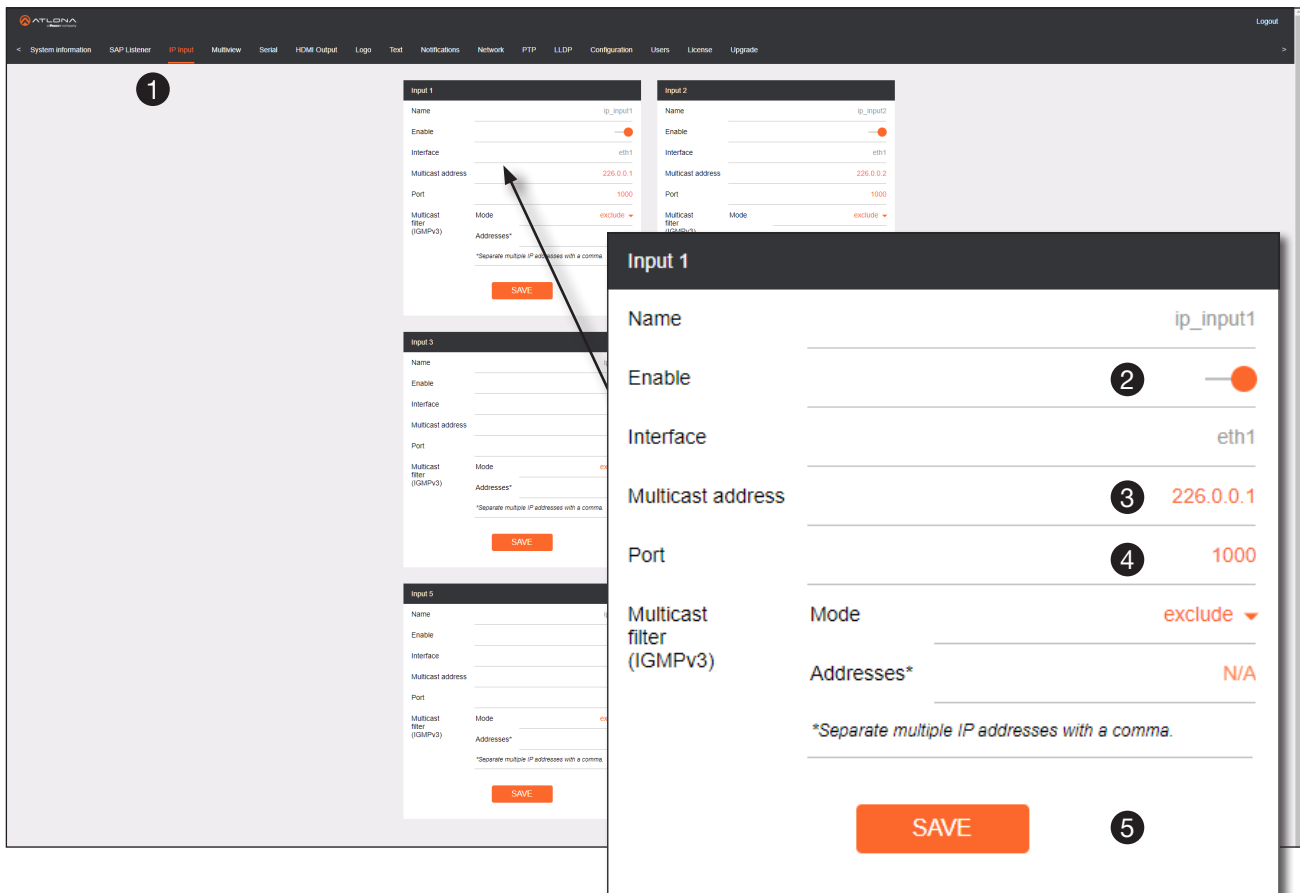 ATLONA
Logout
< System information SAP Listener IP Input Multiview Serial HDMI Output Logo Text Notifications Network PTP LLDP Configuration Users License Upgrade >
1
Input 1
Name ip_input1
Enable
Interface eth1
Multicast address 226.0.0.1
Port 1000
Multicast filter (IGMPv3) Mode exclude
Addresses*
*Separate multiple IP addresses with a comma.
SAVE
Input 2
Name ip_input2
Enable
Interface eth1
Multicast address 226.0.0.2
Port 1000
Multicast filter (IGMPv3) Mode exclude
Input 3
Name
Enable
Interface
Multicast address
Port
Multicast filter (IGMPv3) Mode
Addresses*
*Separate multiple IP addresses with a comma.
SAVE
Input 5
Name
Enable
Interface
Multicast address
Port
Multicast filter (IGMPv3) Mode
Addresses*
*Separate multiple IP addresses with a comma.
SAVE
Input 1
Name ip_input1
Enable 2
Interface eth1
Multicast address 3 226.0.0.1
Port 4 1000
Multicast Mode exclude
filter
(IGMPv3)
Addresses* N/A
*Separate multiple IP addresses with a comma.
SAVE 5